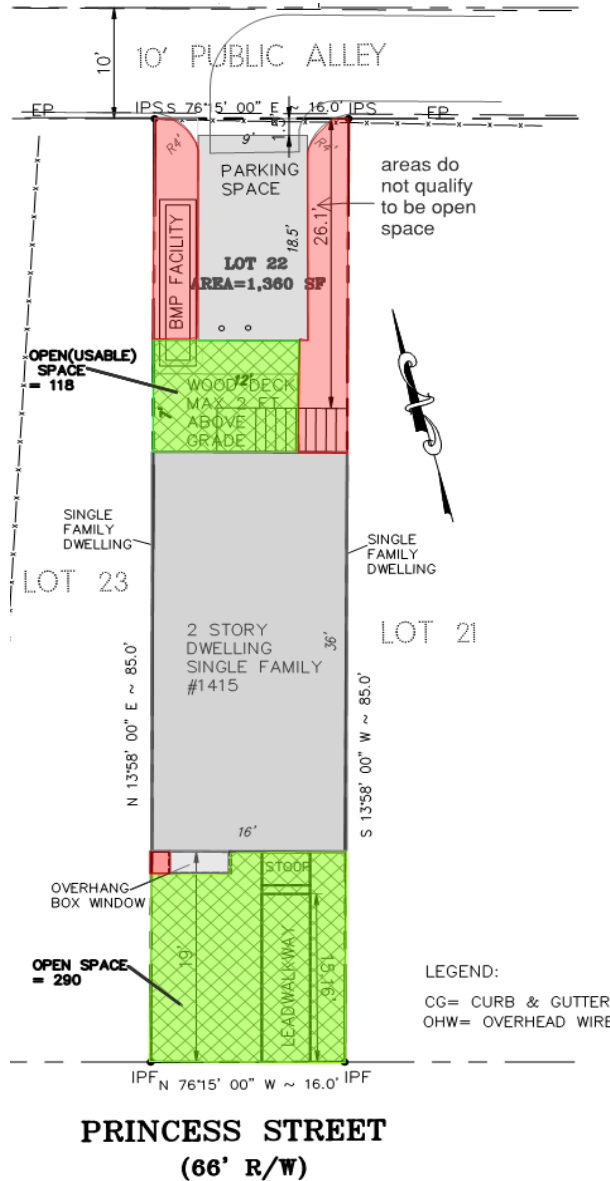 10'
10' PUBLIC ALLEY
EP
IPS
S 76°15' 00" E ~ 16.0'
IPS
EP
R4'
9'
1.5'
R4'
PARKING
SPACE
areas do
not qualify
to be open
space
26.1'
18.5'
LOT 22
AREA=1,360 SF
BMP FACILITY
OPEN(USABLE)
SPACE
= 118
12'
7'
WOOD DECK
MAX 2 FT
ABOVE
GRADE
SINGLE
FAMILY
DWELLING
SINGLE
FAMILY
DWELLING
LOT 23
LOT 21
2 STORY
DWELLING
SINGLE FAMILY
#1415
36'
N 13°58' 00" E ~ 85.0'
S 13°58' 00" W ~ 85.0'
16'
STOOP
OVERHANG
BOX WINDOW
19'
LEADWALKWAY
15.16'
OPEN SPACE
= 290
LEGEND:
CG= CURB & GUTTER
OHW= OVERHEAD WIRE
IPF
N 76°15' 00" W ~ 16.0'
IPF
PRINCESS STREET
(66' R/W)